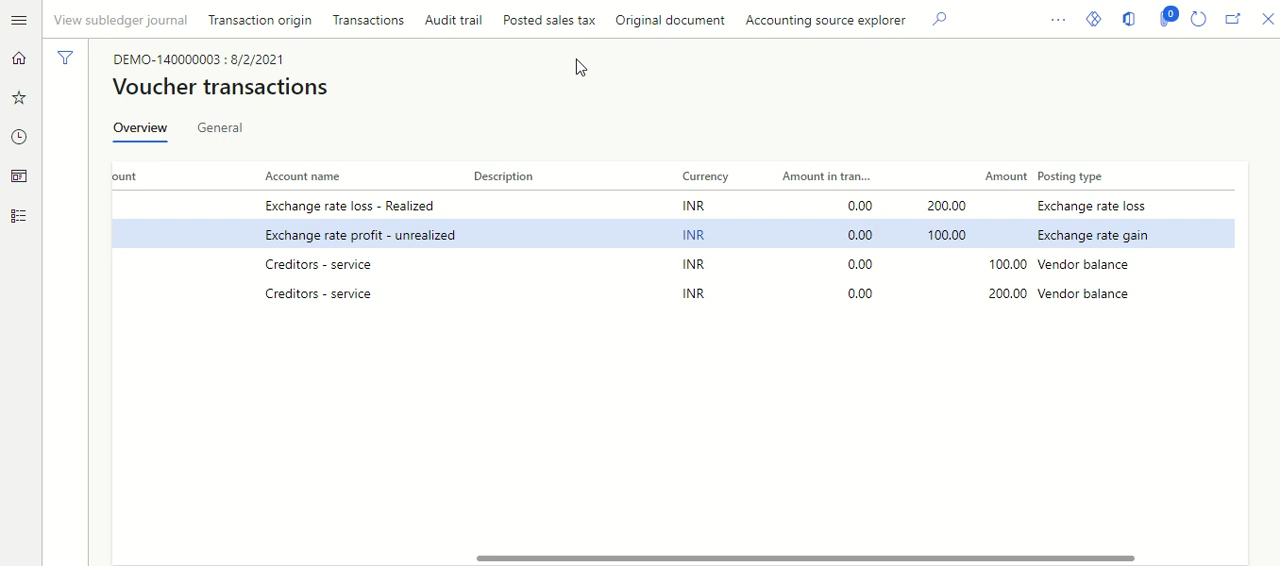 View subledger journal Transaction origin Transactions Audit trail Posted sales tax Original document Accounting source explorer ... 0
DEMO-140000003 : 8/2/2021
Voucher transactions
Overview General
ount Account name Description Currency Amount in tran... Amount Posting type
Exchange rate loss - Realized INR 0.00 200.00 Exchange rate loss
Exchange rate profit - unrealized INR 0.00 100.00 Exchange rate gain
Creditors - service INR 0.00 100.00 Vendor balance
Creditors - service INR 0.00 200.00 Vendor balance